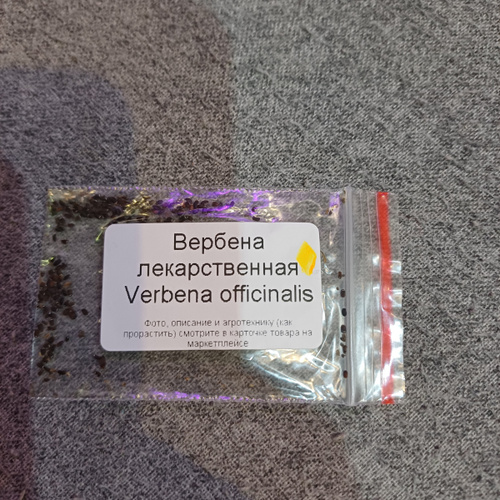 Вербена
лекарственная
Verbena officinalis
Фото, описание и агротехнику (как
прорастить) смотрите в карточке товара на
маркетплейсе